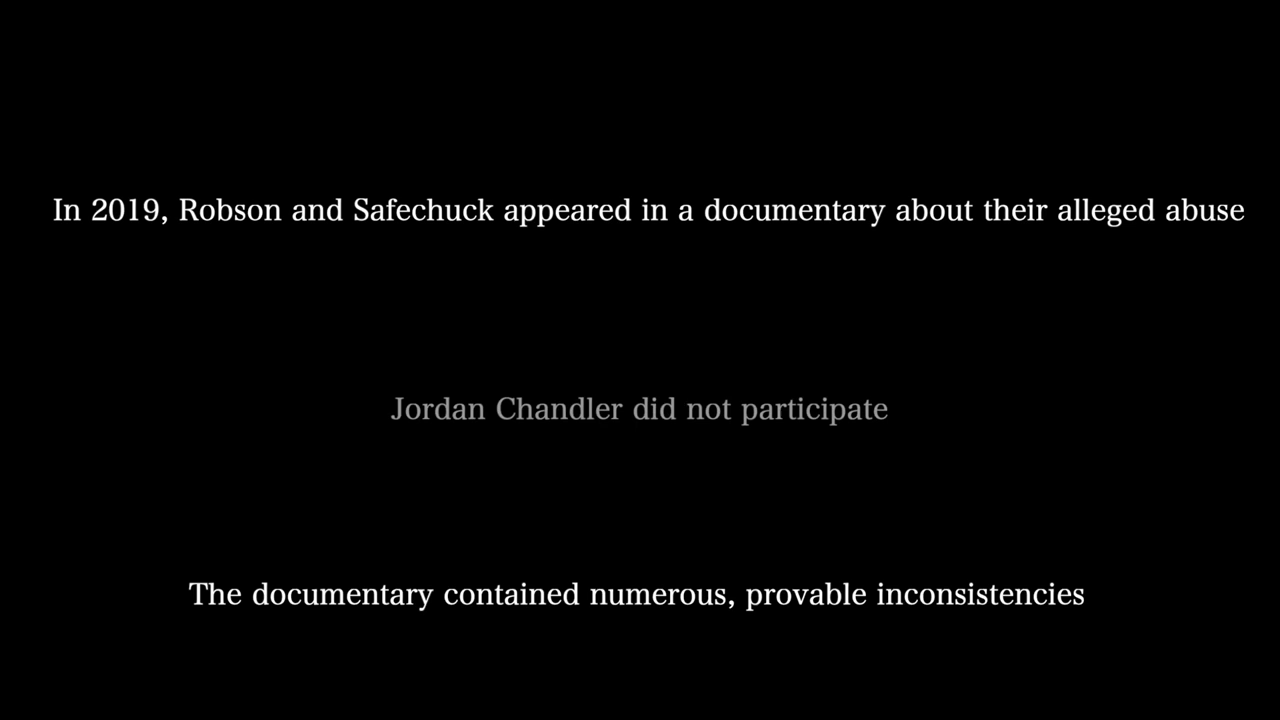 In 2019, Robson and Safechuck appeared in a documentary about their alleged abuse
Jordan Chandler did not participate
The documentary contained numerous, provable inconsistencies